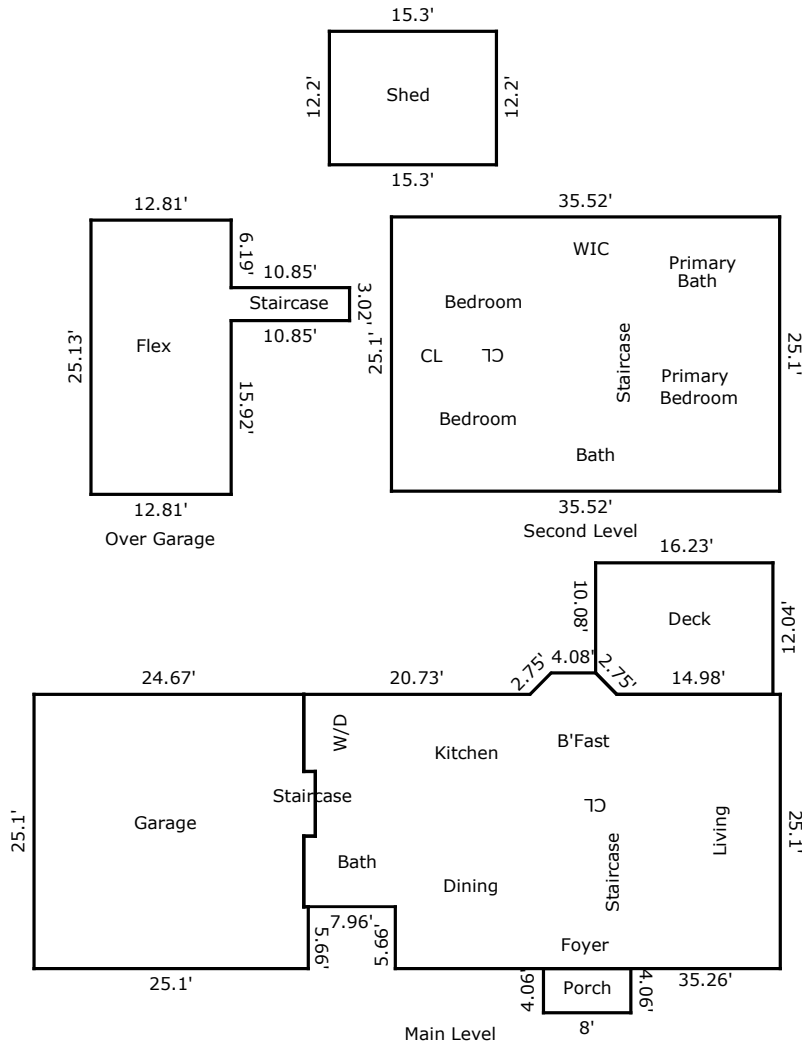 15.3'
12.2'
Shed
12.2'
15.3'
12.81'
6.19'
10.85'
Staircase
3.02'
10.85'
25.13'
Flex
15.92'
12.81'
Over Garage
35.52'
WIC
Primary
Bath
Bedroom
25.1'
CL
CL
Staircase
25.1'
Primary
Bedroom
Bedroom
Bath
35.52'
Second Level
16.23'
10.08'
Deck
12.04'
24.67'
20.73'
2.75'
4.08'
2.75'
14.98'
W/D
Kitchen
B'Fast
Staircase
CL
25.1'
Garage
Living
25.1'
Bath
Dining
Staircase
7.96'
5.66'
5.66'
Foyer
25.1'
4.06'
Porch
4.06'
35.26'
8'
Main Level